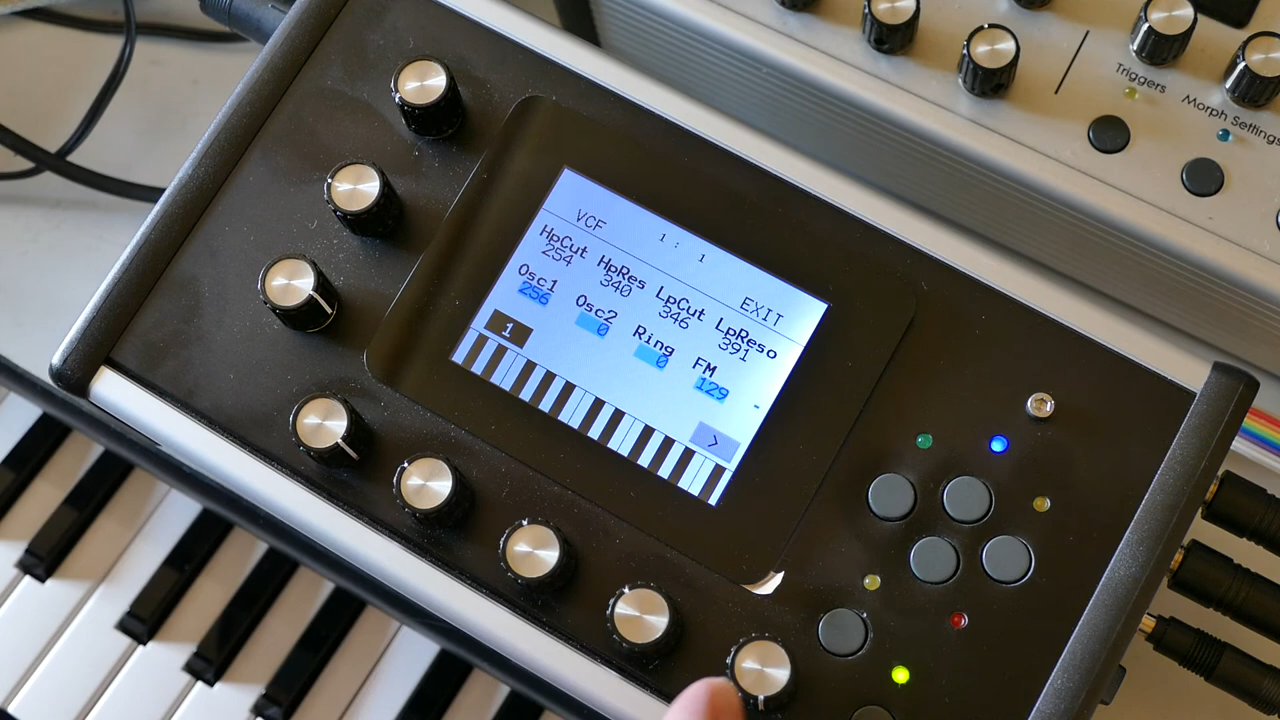 VCF 1: 1 EXIT
HpCut HpRes LpCut LpReso
254 340 346 391
Osc1 Osc2 Ring FM
256 0 0 129
1 >
Triggers
Morph Settings